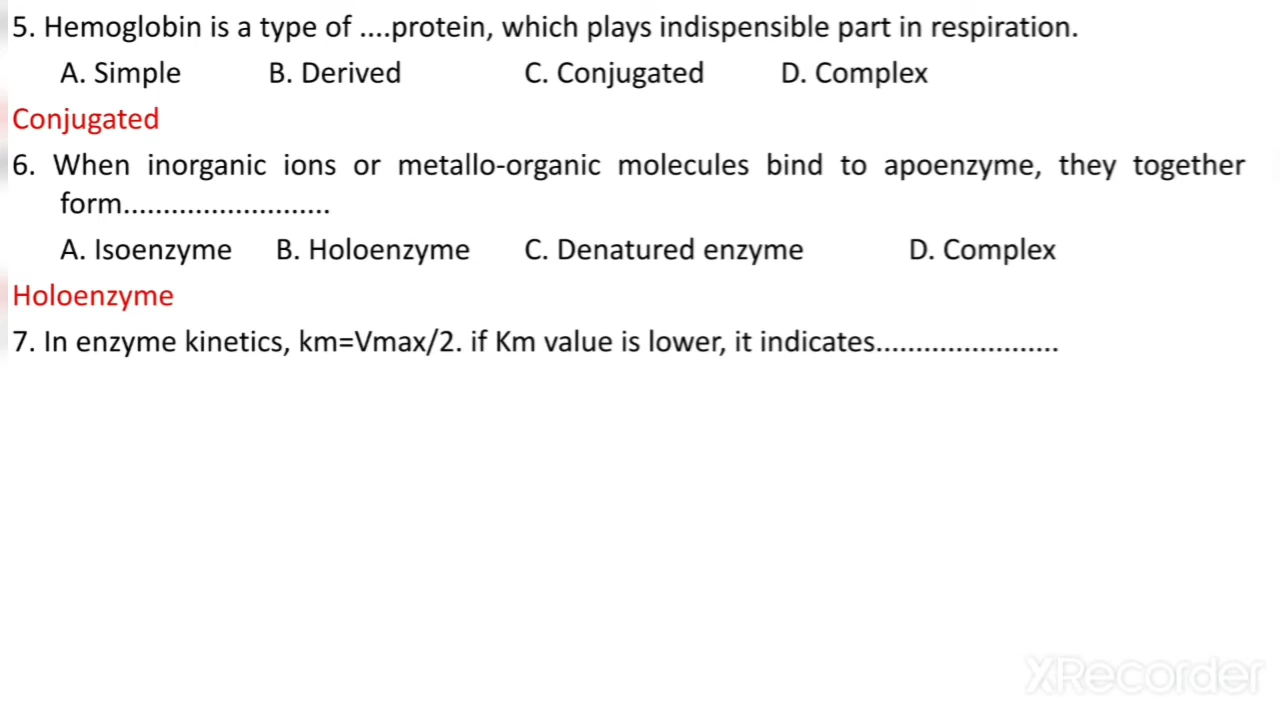 5. Hemoglobin is a type of ....protein, which plays indispensible part in respiration.
A. Simple B. Derived C. Conjugated D. Complex
Conjugated
6. When inorganic ions or metallo-organic molecules bind to apoenzyme, they together
form..........................
A. Isoenzyme B. Holoenzyme C. Denatured enzyme D. Complex
Holoenzyme
7. In enzyme kinetics, km=Vmax/2. if Km value is lower, it indicates.......................
XRecorder